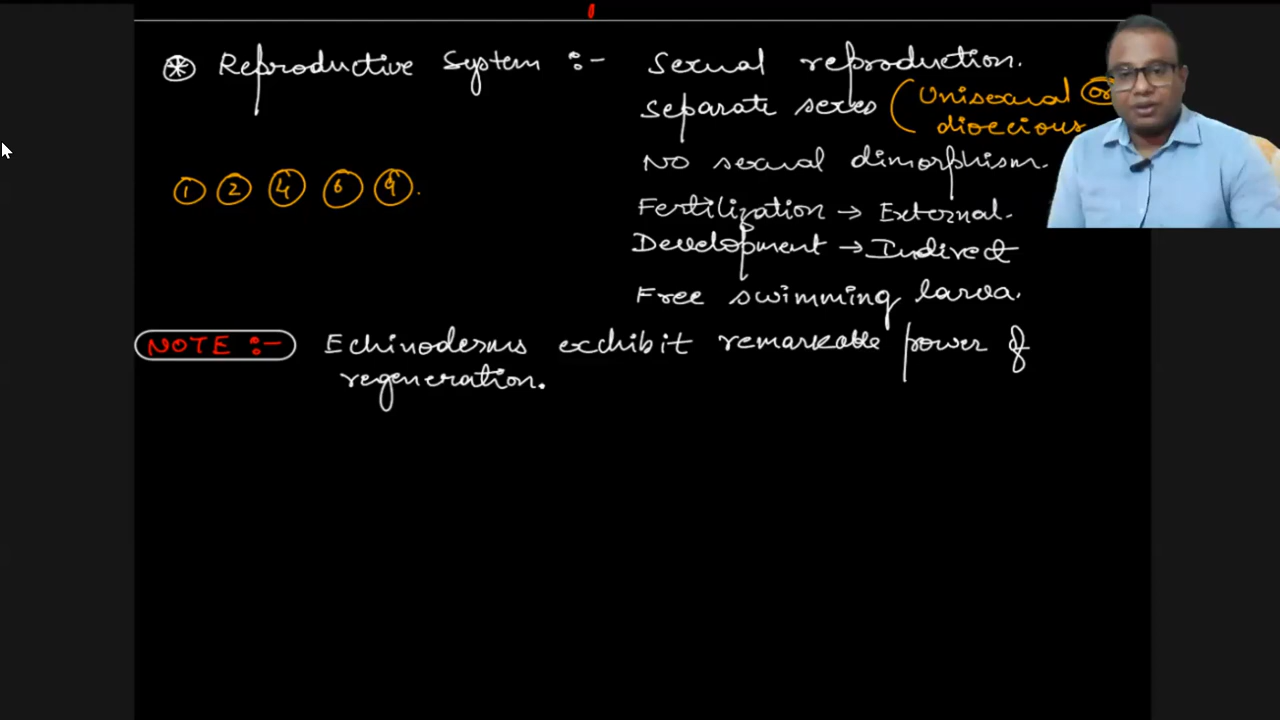 * Reproductive System :- Sexual reproduction.
Separate sexes (Unisexual or
dioecious
No sexual dimorphism.
1 2 4 6 9.
Fertilization → External.
Development → Indirect
Free swimming larva.
NOTE :- Echinoderms exhibit remarkable power of
regeneration.